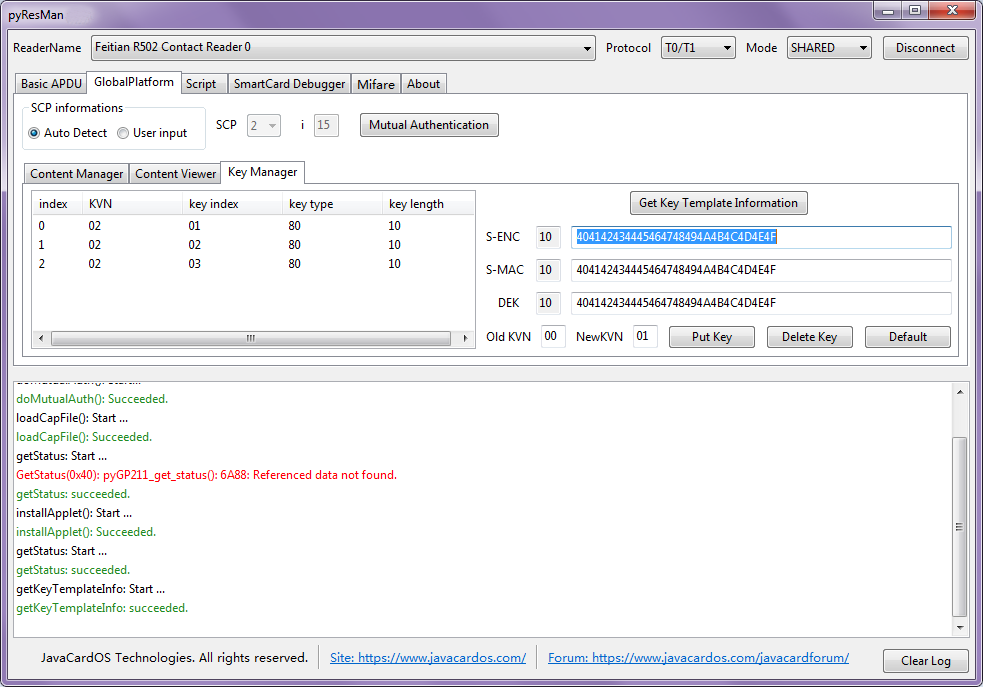 pyResMan
ReaderName Feitian R502 Contact Reader 0 Protocol T0/T1 Mode SHARED Disconnect
Basic APDU GlobalPlatform Script SmartCard Debugger Mifare About
SCP informations
Auto Detect User input SCP 2 i 15 Mutual Authentication
Content Manager Content Viewer Key Manager
index KVN key index key type key length
0 02 01 80 10
1 02 02 80 10
2 02 03 80 10
Get Key Template Information
S-ENC 10 404142434445464748494A4B4C4D4E4F
S-MAC 10 404142434445464748494A4B4C4D4E4F
DEK 10 404142434445464748494A4B4C4D4E4F
Old KVN 00 NewKVN 01 Put Key Delete Key Default
doMutualAuth(): Start...
doMutualAuth(): Succeeded.
loadCapFile(): Start ...
loadCapFile(): Succeeded.
getStatus: Start ...
GetStatus(0x40): pyGP211_get_status(): 6A88: Referenced data not found.
getStatus: succeeded.
installApplet(): Start ...
installApplet(): Succeeded.
getStatus: Start ...
getStatus: succeeded.
getKeyTemplateInfo: Start ...
getKeyTemplateInfo: succeeded.
JavaCardOS Technologies. All rights reserved. Site: https://www.javacardos.com/ Forum: https://www.javacardos.com/javacardforum/ Clear Log